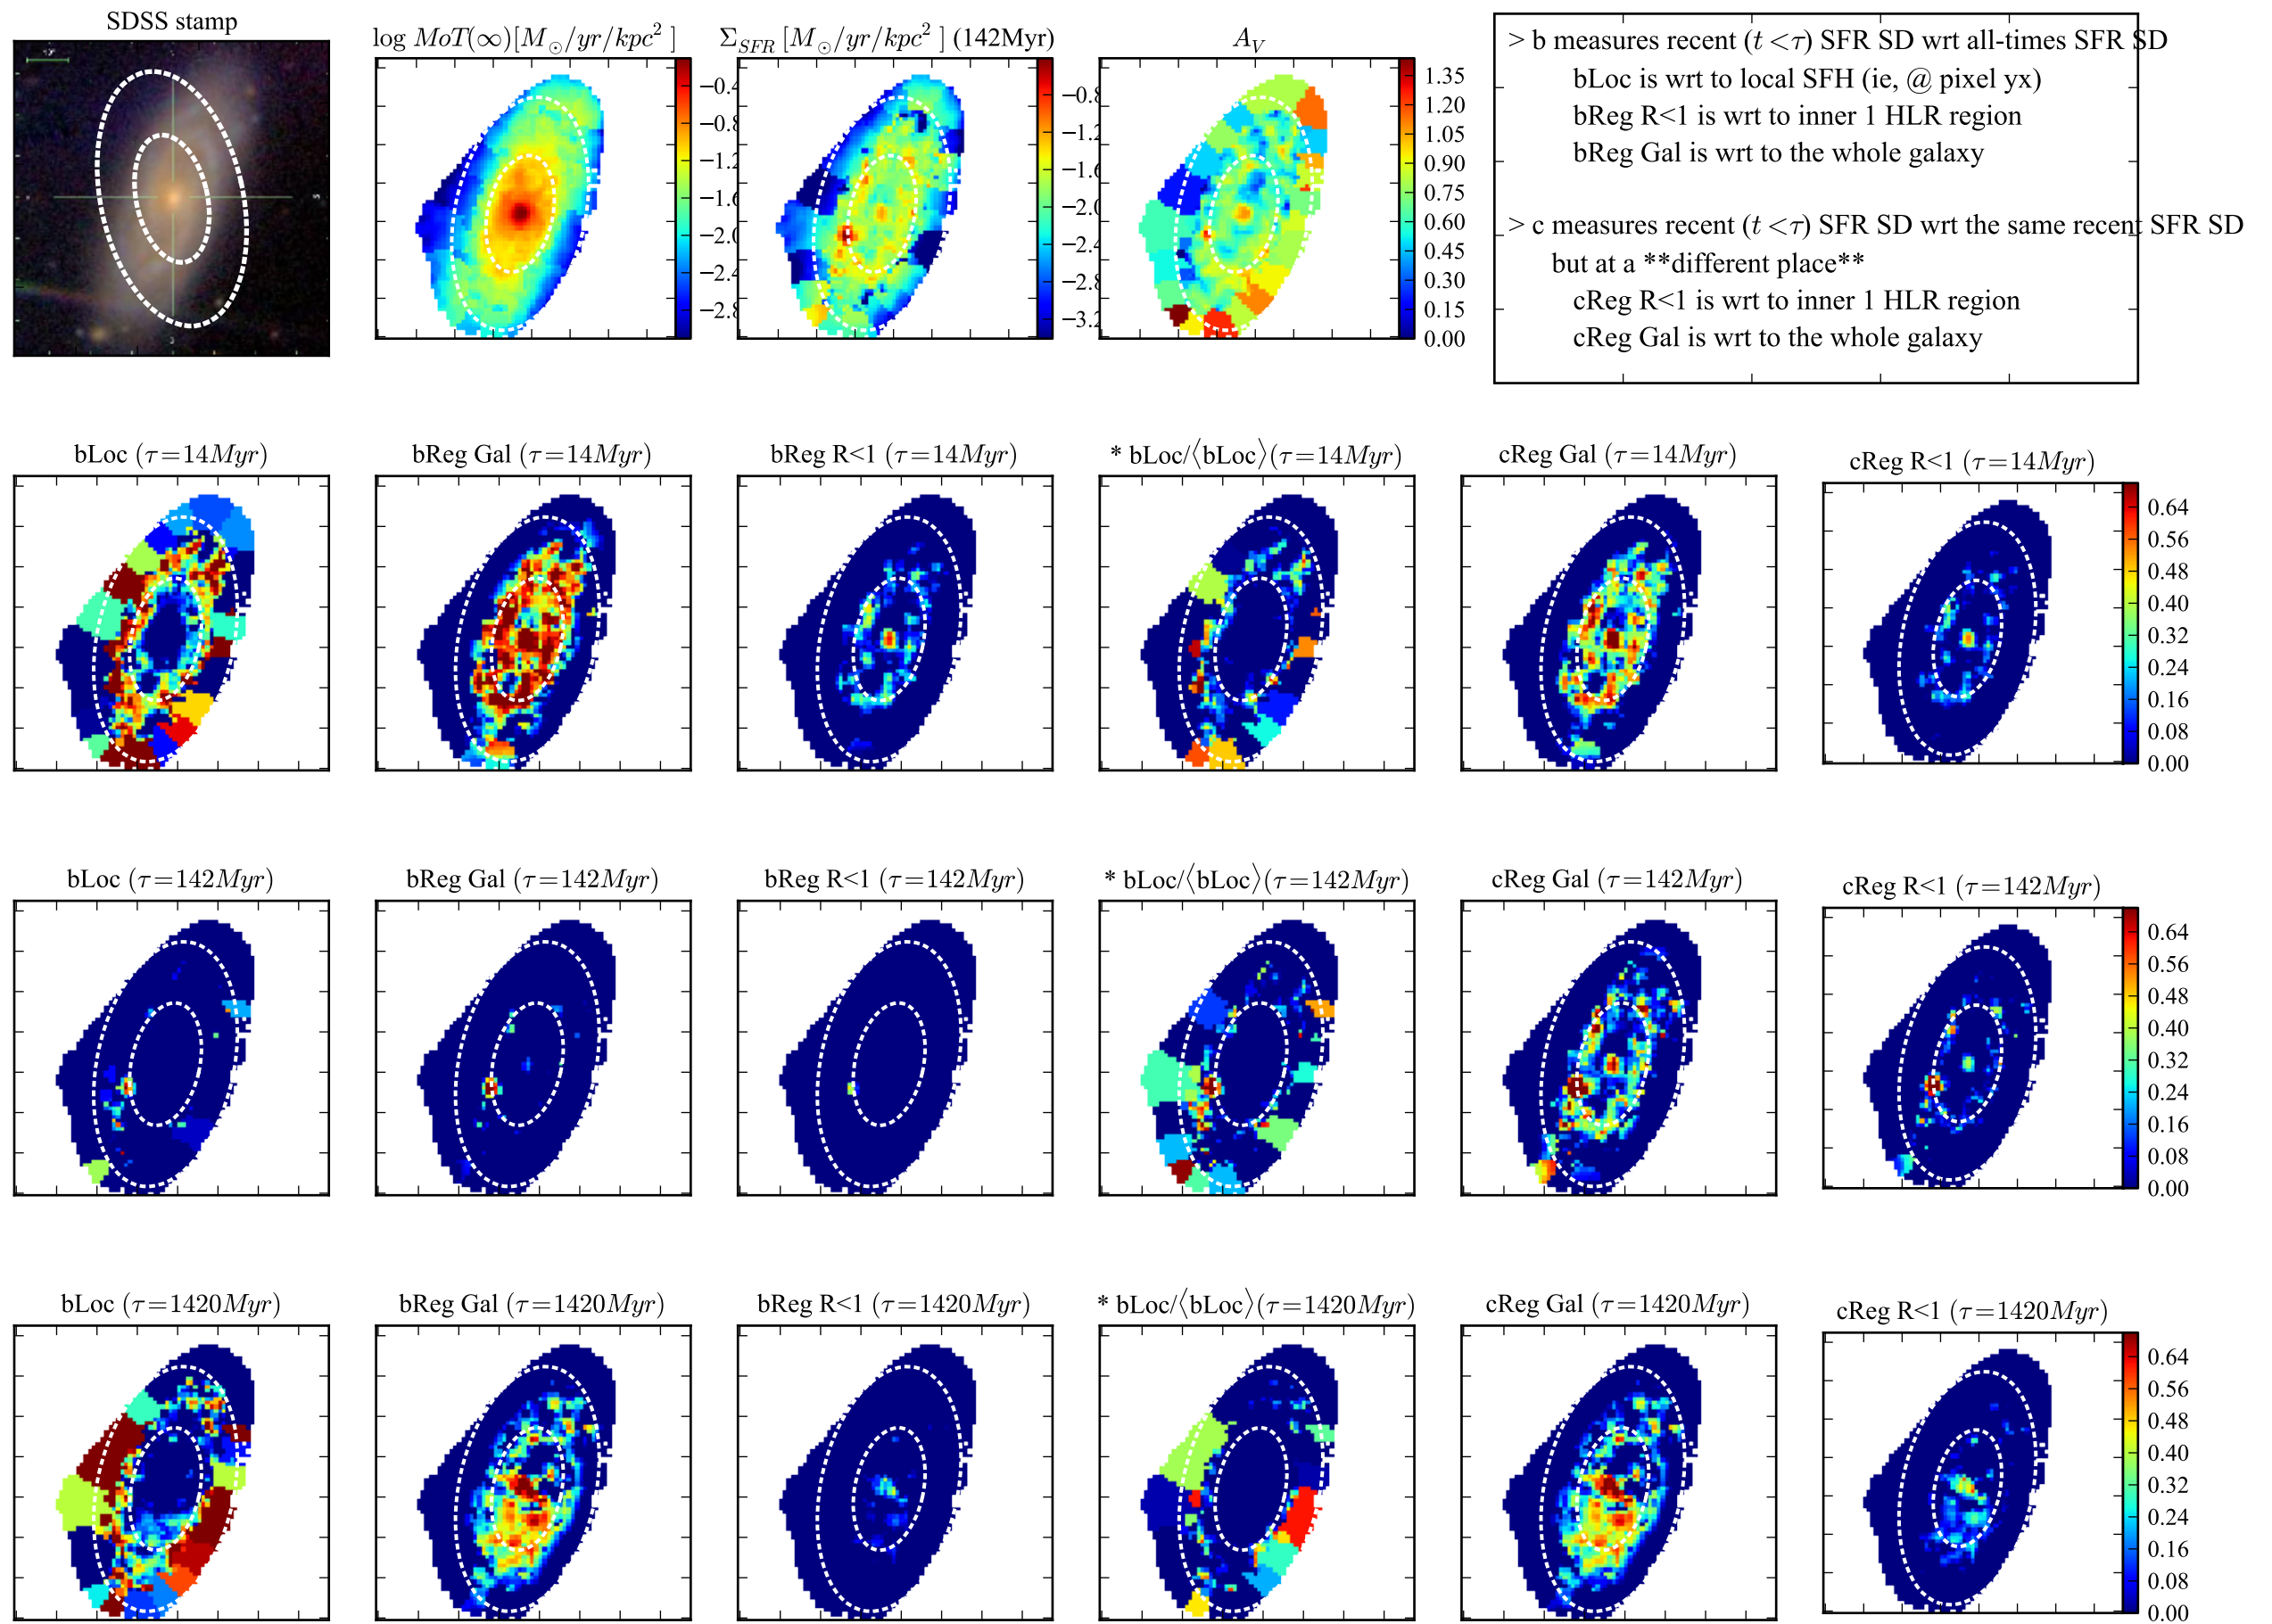 SDSS stamp
log MoT(∞)[M⊙/yr/kpc² ]
Σ_SFR [M⊙/yr/kpc² ] (142Myr)
A_V
−0.4
−0.8
−1.2
−1.6
−2.0
−2.4
−2.8
−0.8
−1.2
−1.6
−2.0
−2.4
−2.8
−3.2
1.35
1.20
1.05
0.90
0.75
0.60
0.45
0.30
0.15
0.00
> b measures recent (t <τ) SFR SD wrt all-times SFR SD
bLoc is wrt to local SFH (ie, @ pixel yx)
bReg R<1 is wrt to inner 1 HLR region
bReg Gal is wrt to the whole galaxy
> c measures recent (t <τ) SFR SD wrt the same recent SFR SD
but at a **different place**
cReg R<1 is wrt to inner 1 HLR region
cReg Gal is wrt to the whole galaxy
bLoc (τ=14Myr)
bReg Gal (τ=14Myr)
bReg R<1 (τ=14Myr)
* bLoc/⟨bLoc⟩(τ=14Myr)
cReg Gal (τ=14Myr)
cReg R<1 (τ=14Myr)
0.64
0.56
0.48
0.40
0.32
0.24
0.16
0.08
0.00
bLoc (τ=142Myr)
bReg Gal (τ=142Myr)
bReg R<1 (τ=142Myr)
* bLoc/⟨bLoc⟩(τ=142Myr)
cReg Gal (τ=142Myr)
cReg R<1 (τ=142Myr)
0.64
0.56
0.48
0.40
0.32
0.24
0.16
0.08
0.00
bLoc (τ=1420Myr)
bReg Gal (τ=1420Myr)
bReg R<1 (τ=1420Myr)
* bLoc/⟨bLoc⟩(τ=1420Myr)
cReg Gal (τ=1420Myr)
cReg R<1 (τ=1420Myr)
0.64
0.56
0.48
0.40
0.32
0.24
0.16
0.08
0.00